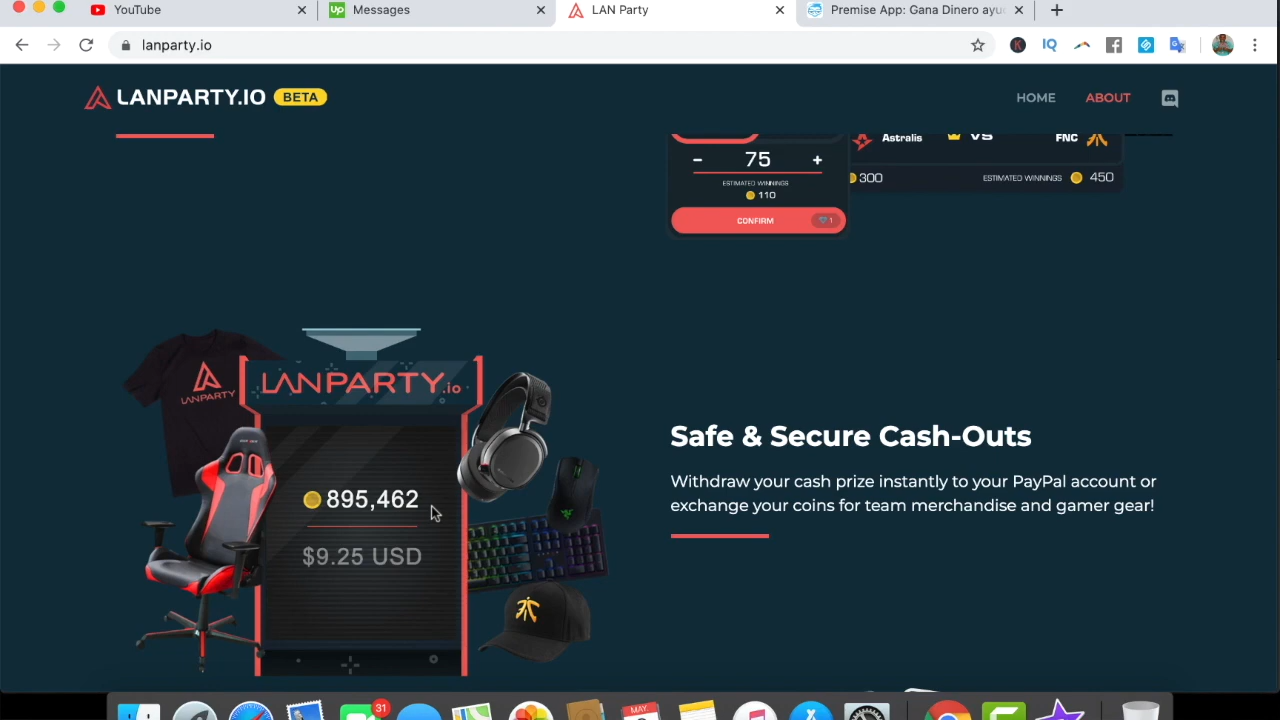 YouTube
Up Messages
LAN Party
Premise App: Gana Dinero ayu
lanparty.io
K IQ
LANPARTY.IO BETA
HOME ABOUT
- 75 +
ESTIMATED WINNINGS
110
CONFIRM 1
Astralis VS FNC
300 ESTIMATED WINNINGS 450
LANPARTY
LANPARTY.io
895,462
$9.25 USD
Safe & Secure Cash-Outs
Withdraw your cash prize instantly to your PayPal account or
exchange your coins for team merchandise and gamer gear!
31
MAY